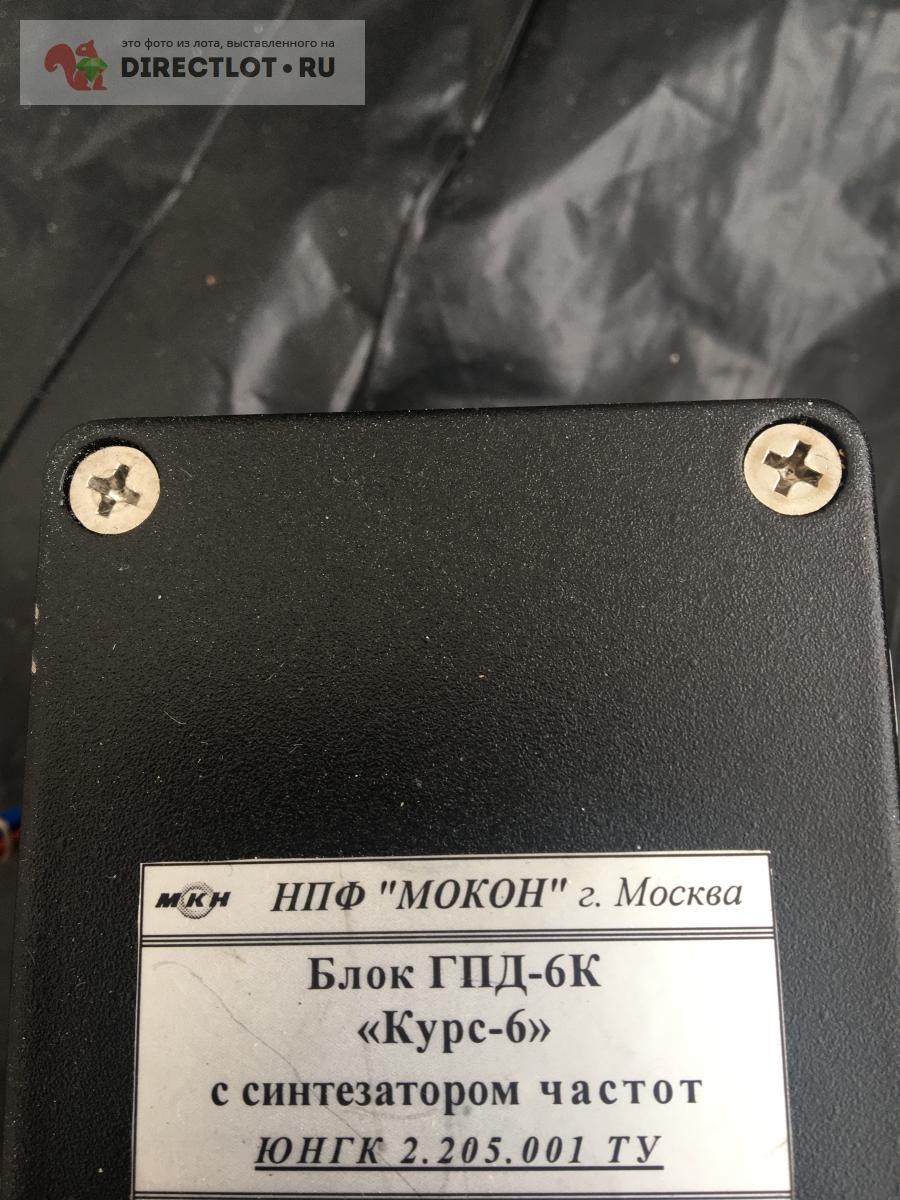 это фото из лота, выставленного на
DIRECTLOT•RU
МКН НПФ "МОКОН" г. Москва
Блок ГПД-6К
«Курс-6»
с синтезатором частот
ЮНГК 2.205.001 ТУ